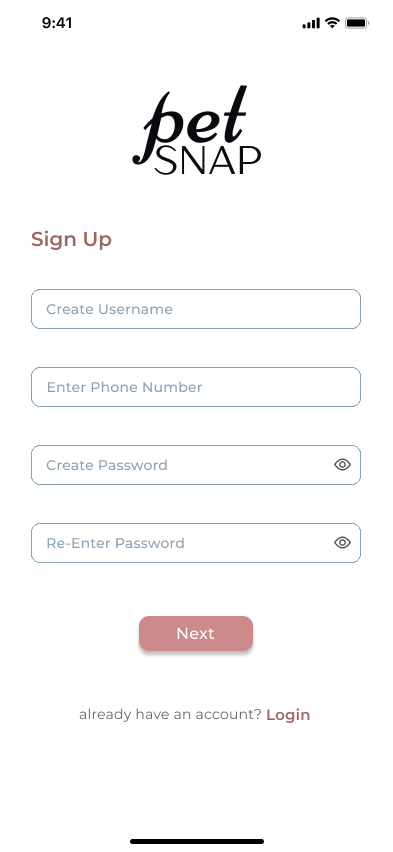 9:41
pet
SNAP
Sign Up
Create Username
Enter Phone Number
Create Password
Re-Enter Password
Next
already have an account? Login